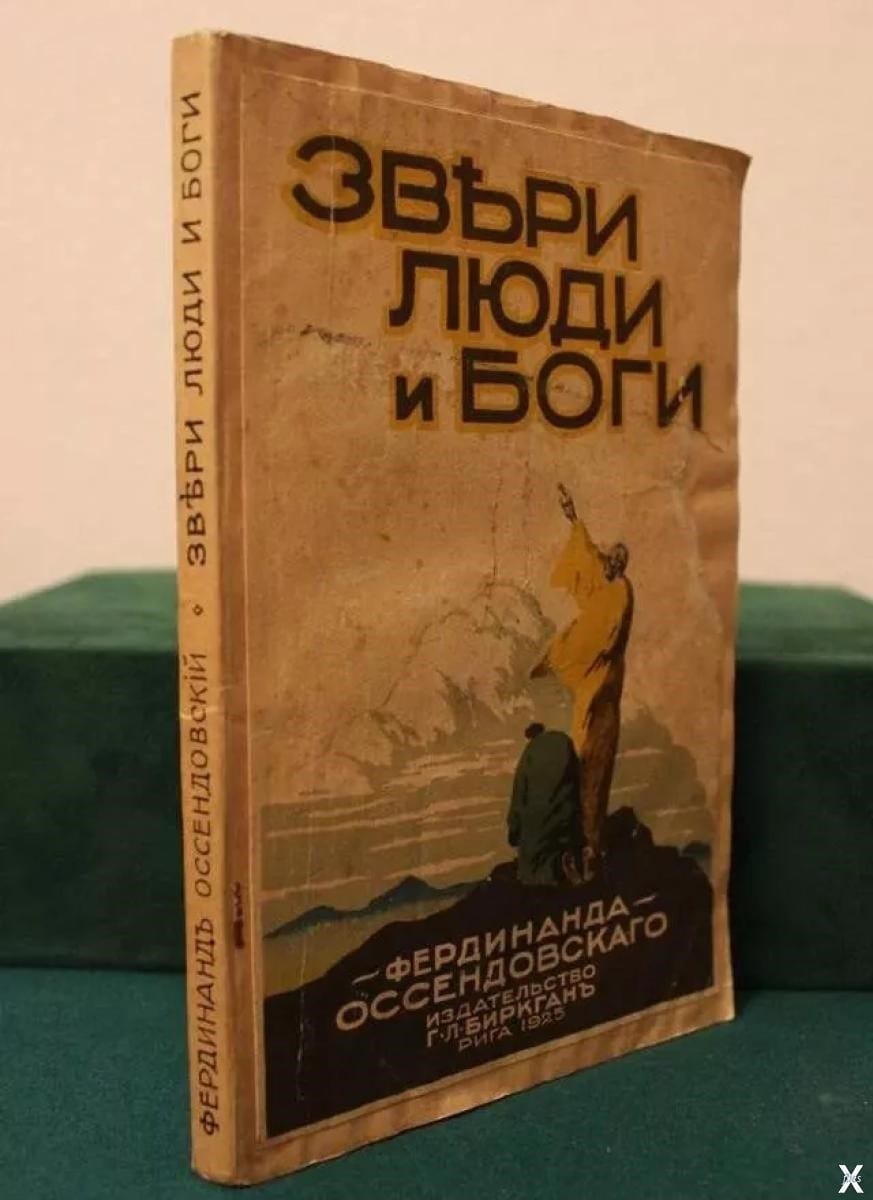 ФЕРДИНАНДЪ ОССЕНДОВСКІЙ ⋄ ЗВѢРИ ЛЮДИ И БОГИ
ЗВѢРИ
ЛЮДИ
и БОГИ
–ФЕРДИНАНДА–
ОССЕНДОВСКАГО
ИЗДАТЕЛЬСТВО
Г·Л·БИРКГАНЪ
РИГА 1925
X